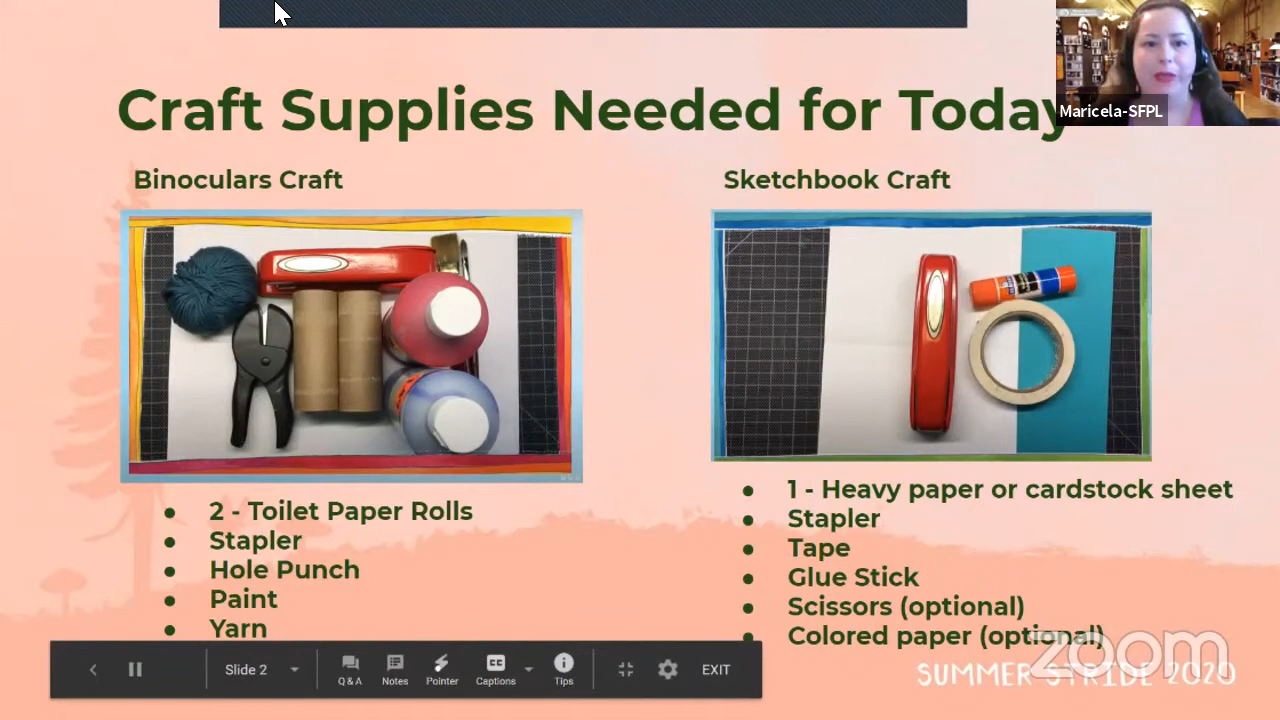 Craft Supplies Needed for Today
Maricela-SFPL
Binoculars Craft
Sketchbook Craft
● 2 - Toilet Paper Rolls
● Stapler
● Hole Punch
● Paint
● Yarn
● 1 - Heavy paper or cardstock sheet
● Stapler
● Tape
● Glue Stick
● Scissors (optional)
● Colored paper (optional)
zoom
SUMMER STRIDE 2020
Slide 2
Q & A
Notes
Pointer
CC
Captions
Tips
EXIT